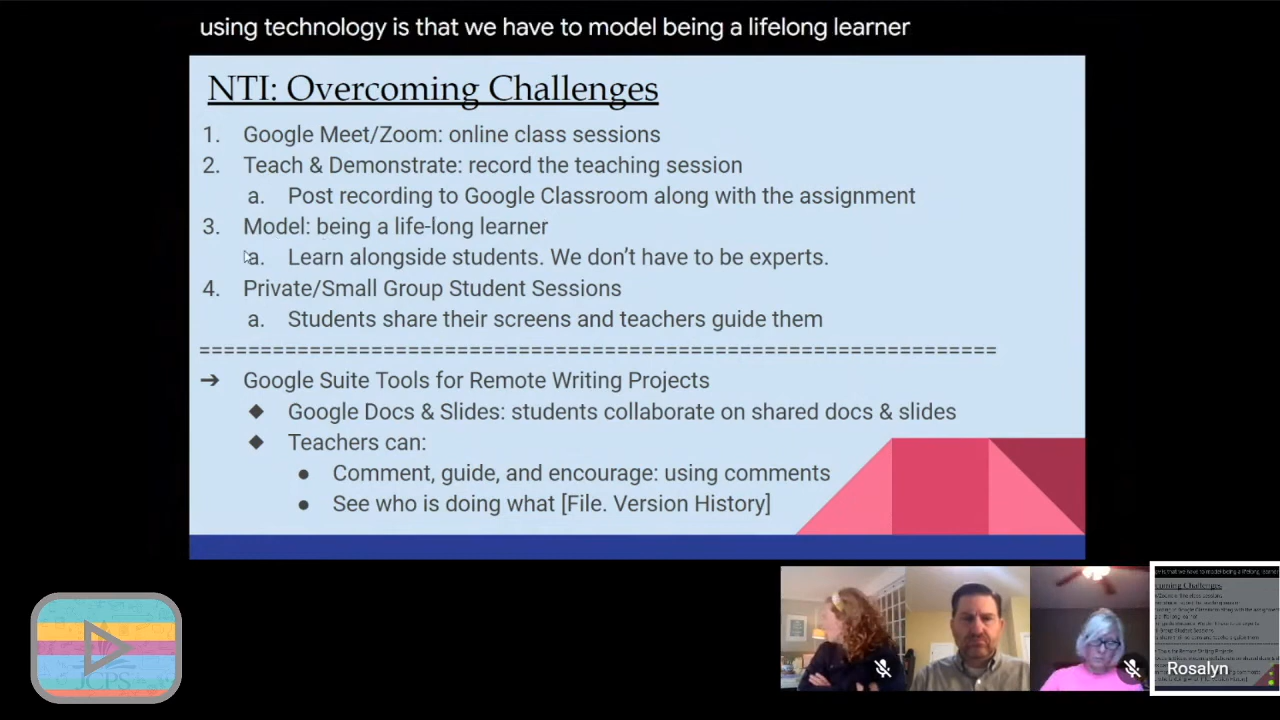 using technology is that we have to model being a lifelong learner
NTI: Overcoming Challenges
1. Google Meet/Zoom: online class sessions
2. Teach & Demonstrate: record the teaching session
a. Post recording to Google Classroom along with the assignment
3. Model: being a life-long learner
a. Learn alongside students. We don’t have to be experts.
4. Private/Small Group Student Sessions
a. Students share their screens and teachers guide them
=================================================================
➔ Google Suite Tools for Remote Writing Projects
◆ Google Docs & Slides: students collaborate on shared docs & slides
◆ Teachers can:
● Comment, guide, and encourage: using comments
● See who is doing what [File. Version History]
JCPS
Rosalyn